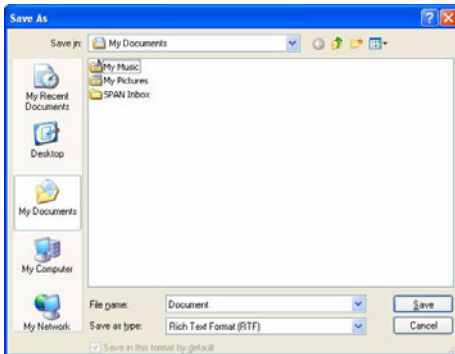 Save As
Save in: My Documents
My Recent
Documents
Desktop
My Documents
My Computer
My Network
My Music
My Pictures
SPAN Inbox
File name: Document Save
Save as type: Rich Text Format (RTF) Cancel
Save in this format by default